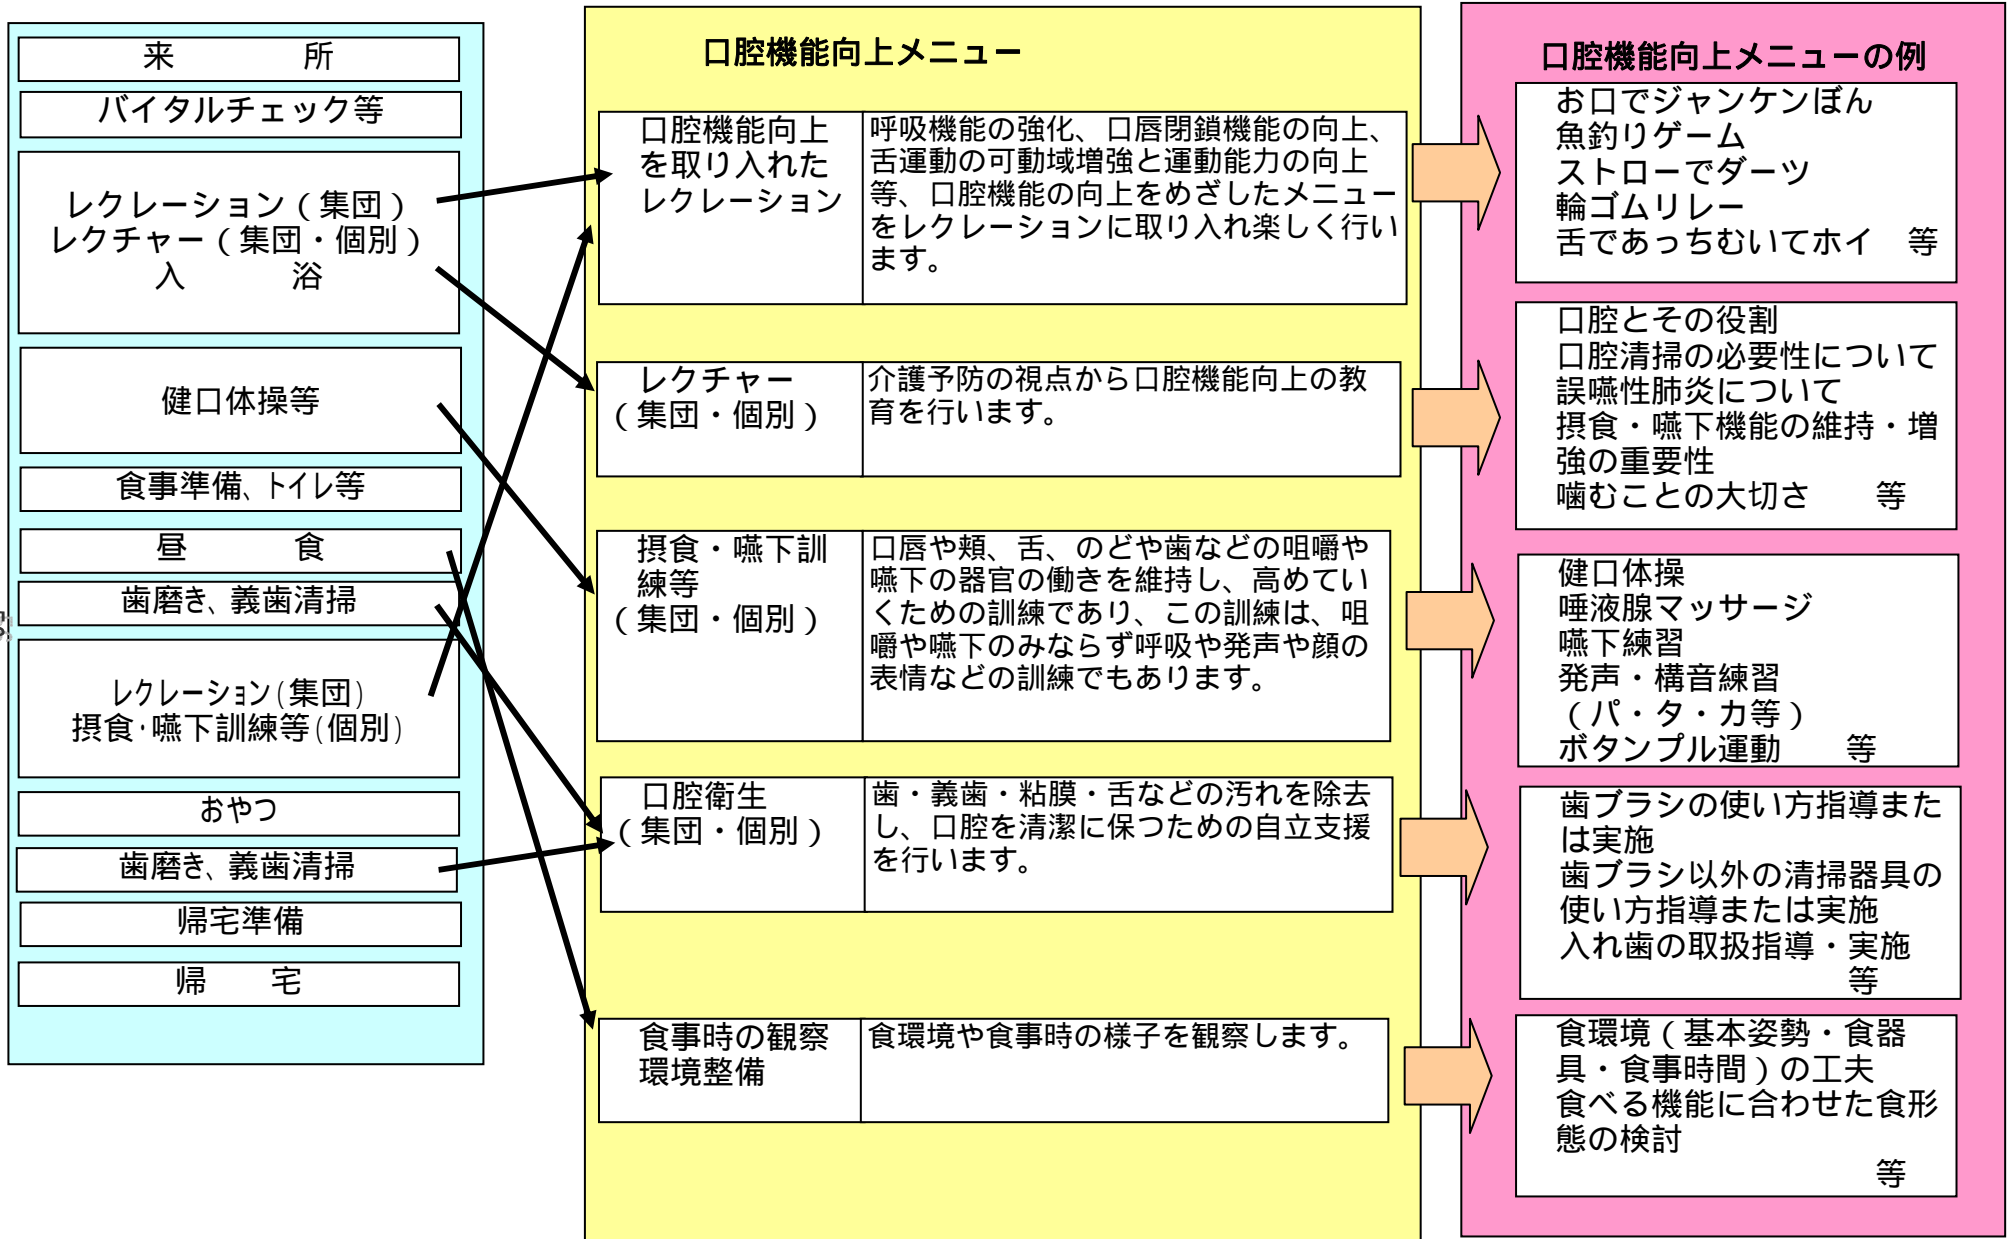 来　　　　所
バイタルチェック等
レクレーション（集団）
レクチャー（集団・個別）
入　　　浴
健口体操等
食事準備、トイレ等
昼　　　食
歯磨き、義歯清掃
レクレーション(集団)
摂食・嚥下訓練等(個別)
おやつ
歯磨き、義歯清掃
帰宅準備
帰　　宅
口腔機能向上メニュー
口腔機能向上
を取り入れた
レクレーション
呼吸機能の強化、口唇閉鎖機能の向上、
舌運動の可動域増強と運動能力の向上
等、口腔機能の向上をめざしたメニュー
をレクレーションに取り入れ楽しく行い
ます。
レクチャー
（集団・個別）
介護予防の視点から口腔機能向上の教
育を行います。
摂食・嚥下訓
練等
（集団・個別）
口唇や頬、舌、のどや歯などの咀嚼や
嚥下の器官の働きを維持し、高めてい
くための訓練であり、この訓練は、咀
嚼や嚥下のみならず呼吸や発声や顔の
表情などの訓練でもあります。
口腔衛生
（集団・個別）
歯・義歯・粘膜・舌などの汚れを除去
し、口腔を清潔に保つための自立支援
を行います。
食事時の観察
環境整備
食環境や食事時の様子を観察します。
口腔機能向上メニューの例
お口でジャンケンぽん
魚釣りゲーム
ストローでダーツ
輪ゴムリレー
舌であっちむいてホイ　等
口腔とその役割
口腔清掃の必要性について
誤嚥性肺炎について
摂食・嚥下機能の維持・増
強の重要性
噛むことの大切さ　　等
健口体操
唾液腺マッサージ
嚥下練習
発声・構音練習
（パ・タ・カ等）
ボタンプル運動　　等
歯ブラシの使い方指導また
は実施
歯ブラシ以外の清掃器具の
使い方指導または実施
入れ歯の取扱指導・実施
等
食環境（基本姿勢・食器
具・食事時間）の工夫
食べる機能に合わせた食形
態の検討
等